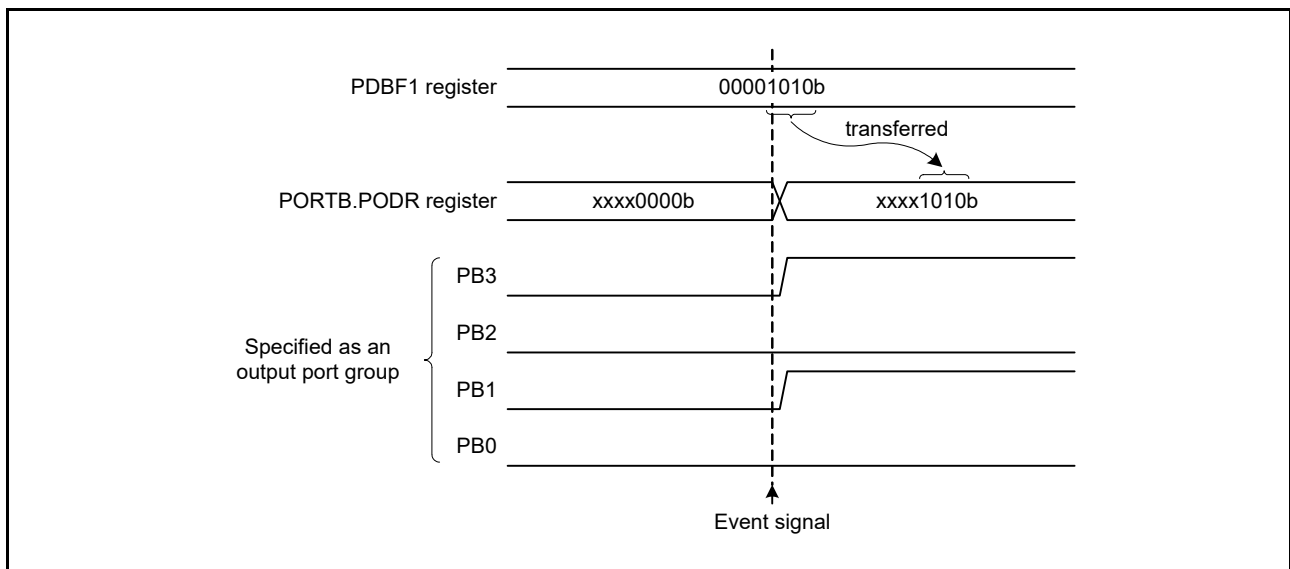 PDBF1 register
00001010b
transferred
PORTB.PODR register
xxxx0000b
xxxx1010b
Specified as an
output port group
PB3
PB2
PB1
PB0
Event signal